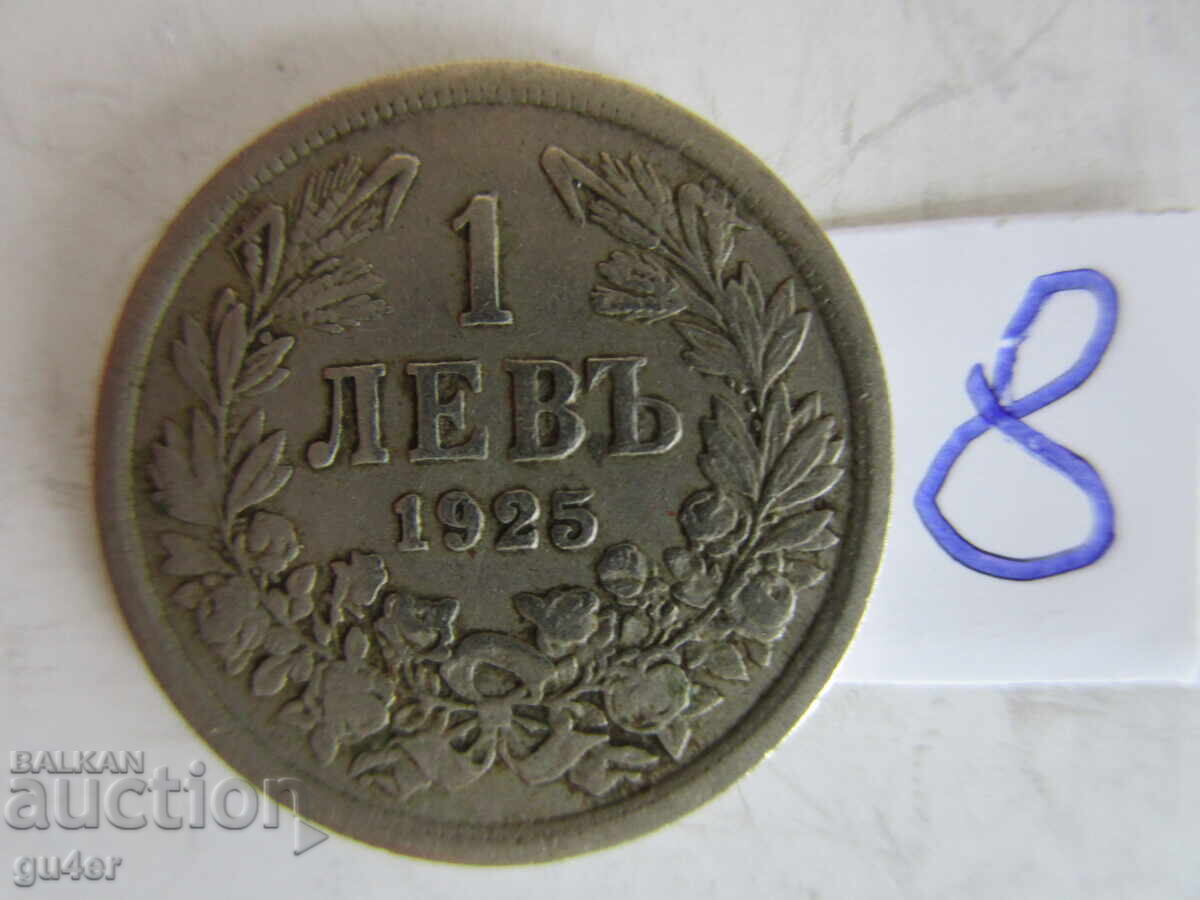 1
ЛЕВЪ
1925
8
BALKAN
auction
gu4er